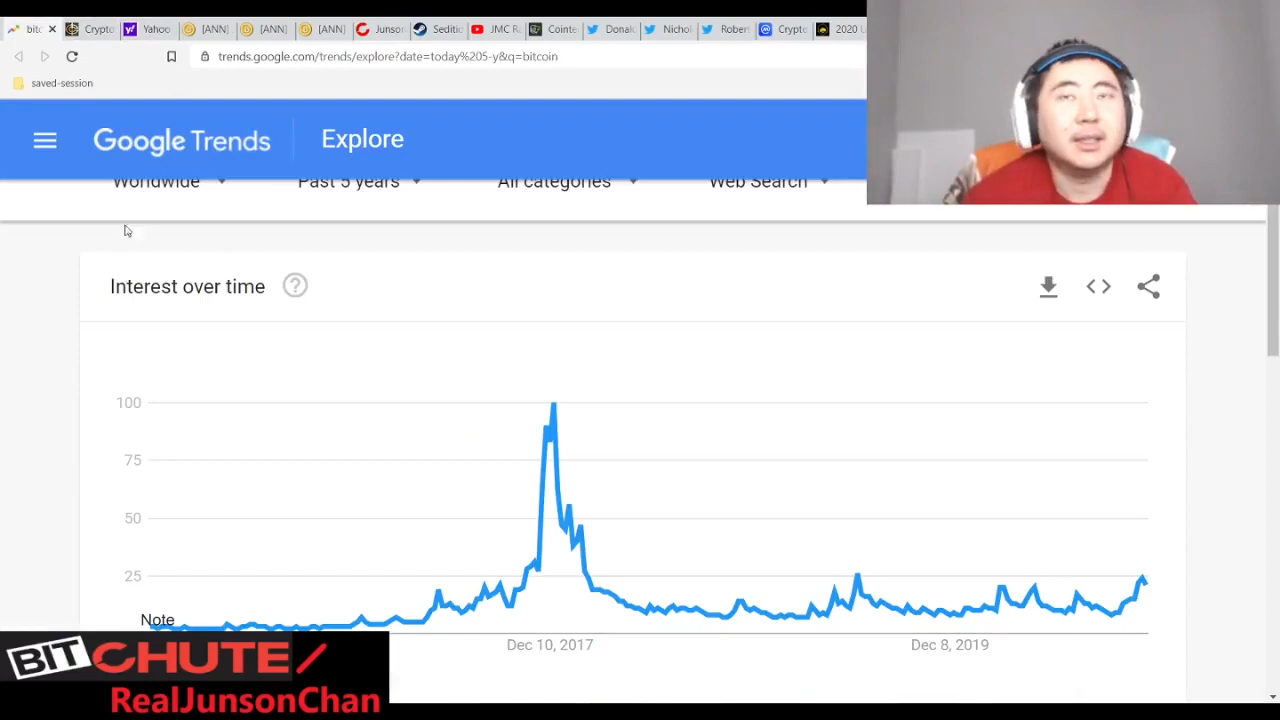 bitc
Crypto
Yahoo
[ANN]
[ANN]
[ANN]
Junson
Seditio
JMC R.
Cointe
Donal
Nichol
Robert
Crypto
2020 U
trends.google.com/trends/explore?date=today%205-y&q=bitcoin
saved-session
Google Trends
Explore
Worldwide
Past 5 years
All categories
Web Search
Interest over time
?
100
75
50
25
Note
Dec 10, 2017
Dec 8, 2019
BITCHUTE/
RealJunsonChan